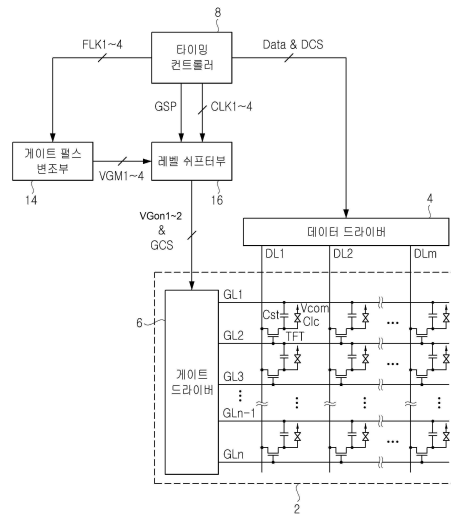 8
타이밍
컨트롤러
FLK1~4
Data & DCS
GSP
CLK1~4
게이트 펄스
변조부
14
VGM1~4
레벨 쉬프터부
16
VGon1~2
&
GCS
4
데이터 드라이버
DL1
DL2
DLm
6
게이트
드라이버
GL1
Cst
Vcom
Clc
GL2
TFT
GL3
GLn-1
GLn
2